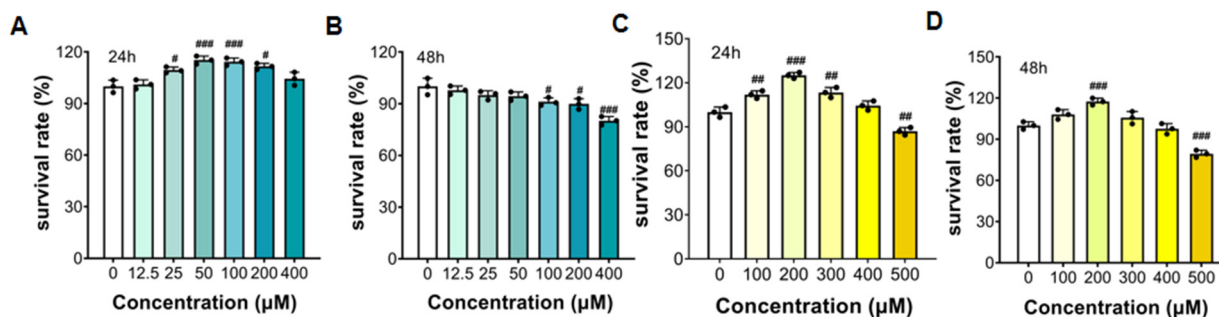 A
24h
survival rate (%)
120
90
60
30
0
# ### ### #
0 12.5 25 50 100 200 400
Concentration (μM)
B
48h
survival rate (%)
120
90
60
30
0
# # ###
0 12.5 25 50 100 200 400
Concentration (μM)
C
24h
survival rate (%)
150
120
90
60
30
0
## ### ## ##
0 100 200 300 400 500
Concentration (μM)
D
48h
survival rate (%)
150
120
90
60
30
0
### ###
0 100 200 300 400 500
Concentration (μM)